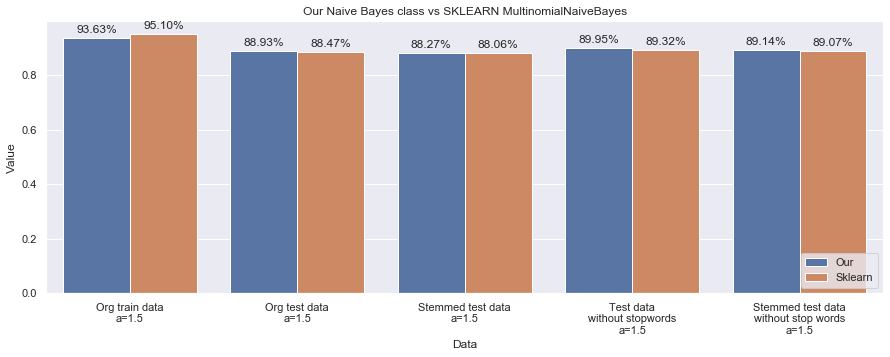 Our Naive Bayes class vs SKLEARN MultinomialNaiveBayes
93.63%
95.10%
88.93%
88.47%
88.27%
88.06%
89.95%
89.32%
89.14%
89.07%
0.8
0.6
0.4
0.2
0.0
Value
Our
Sklearn
Org train data
a=1.5
Org test data
a=1.5
Stemmed test data
a=1.5
Test data
without stopwords
a=1.5
Stemmed test data
without stop words
a=1.5
Data